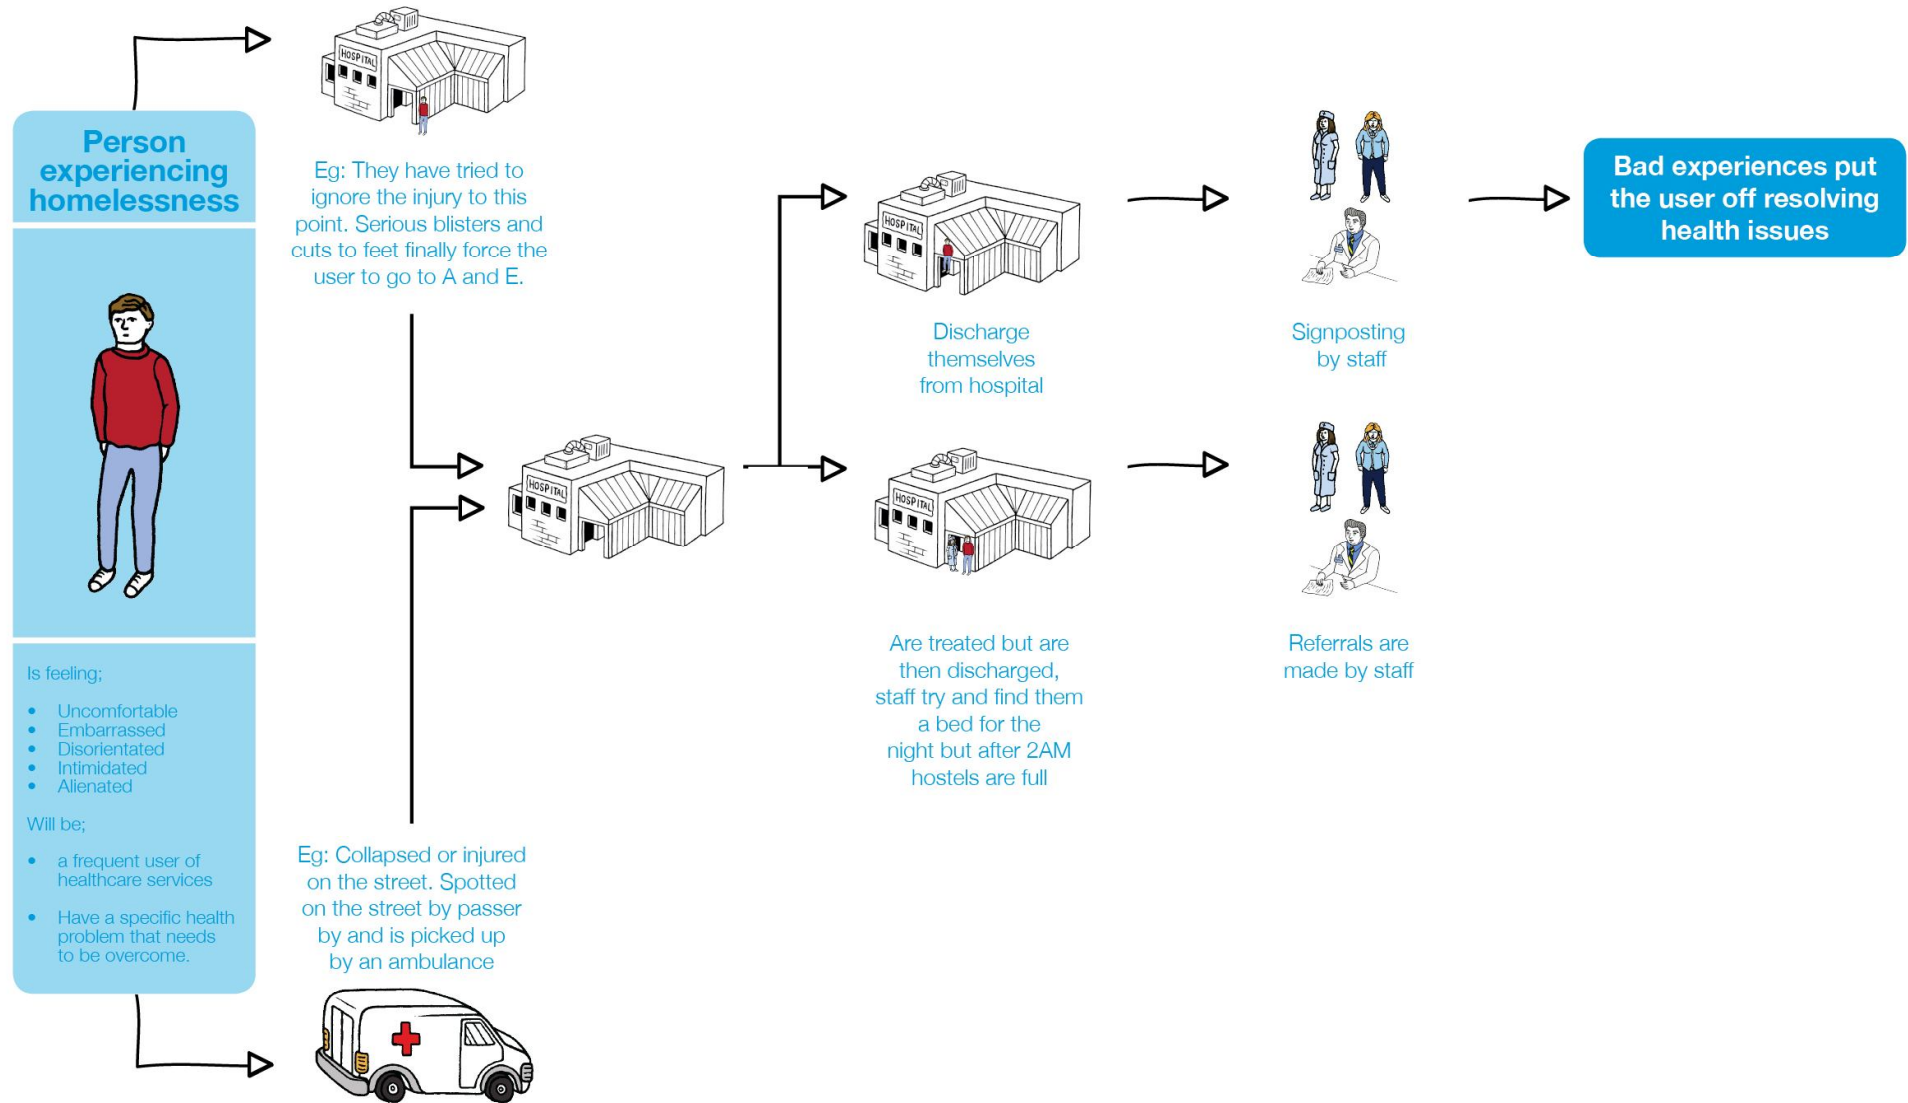 Person
experiencing
homelessness
Is feeling;
• Uncomfortable
• Embarrassed
• Disorientated
• Intimidated
• Alienated
Will be;
• a frequent user of
healthcare services
• Have a specific health
problem that needs
to be overcome.
HOSPITAL
Eg: They have tried to
ignore the injury to this
point. Serious blisters and
cuts to feet finally force the
user to go to A and E.
Eg: Collapsed or injured
on the street. Spotted
on the street by passer
by and is picked up
by an ambulance
HOSPITAL
HOSPITAL
Discharge
themselves
from hospital
HOSPITAL
Are treated but are
then discharged,
staff try and find them
a bed for the
night but after 2AM
hostels are full
Signposting
by staff
Referrals are
made by staff
Bad experiences put
the user off resolving
health issues